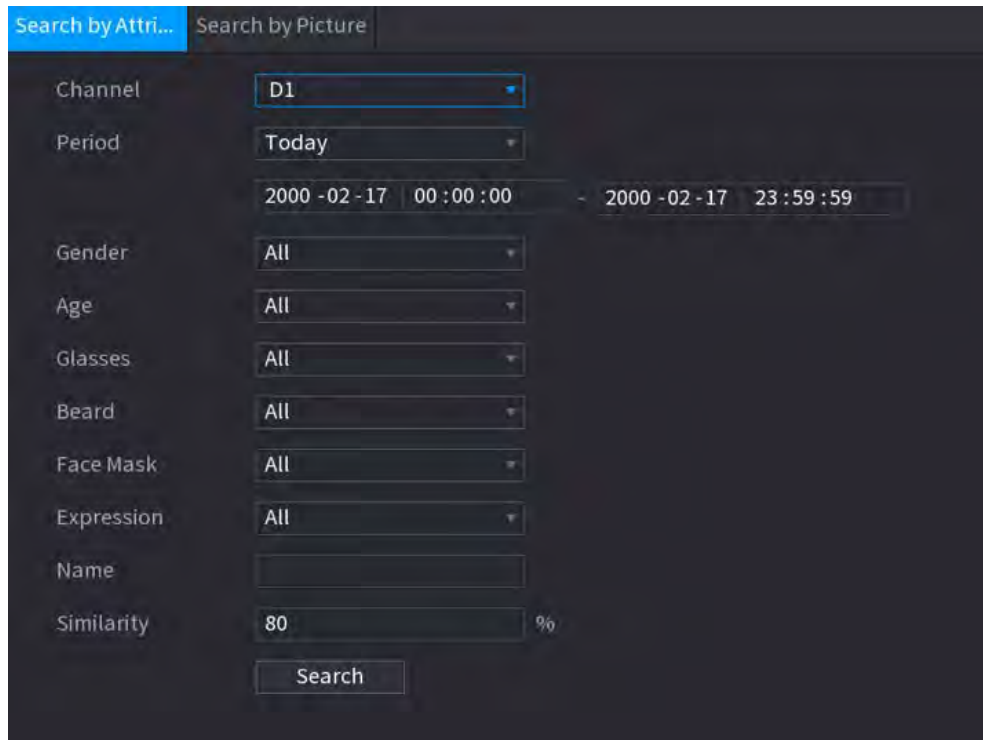 Search by Attri... Search by Picture
Channel D1
Period Today
2000 -02 -17 00 :00 :00 - 2000 -02 -17 23 :59 :59
Gender All
Age All
Glasses All
Beard All
Face Mask All
Expression All
Name
Similarity 80 %
Search